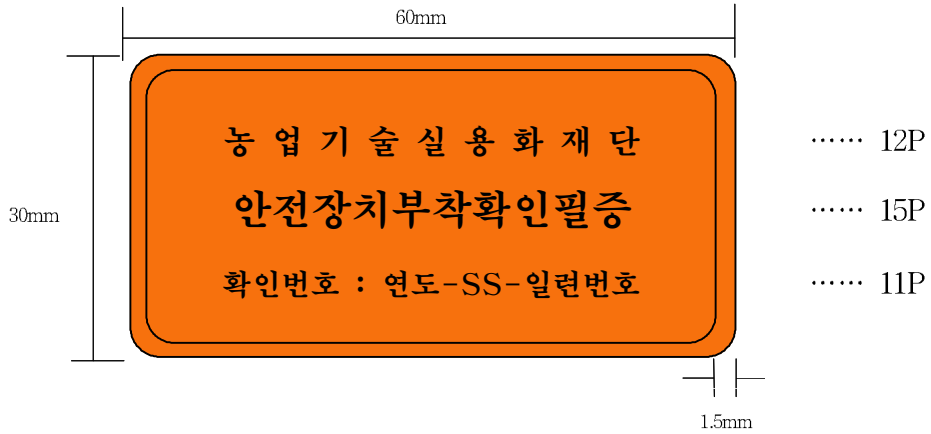 60mm
농 업 기 술 실 용 화 재 단 …… 12P
30mm 안전장치부착확인필증 …… 15P
확인번호 : 연도-SS-일련번호 …… 11P
1.5mm